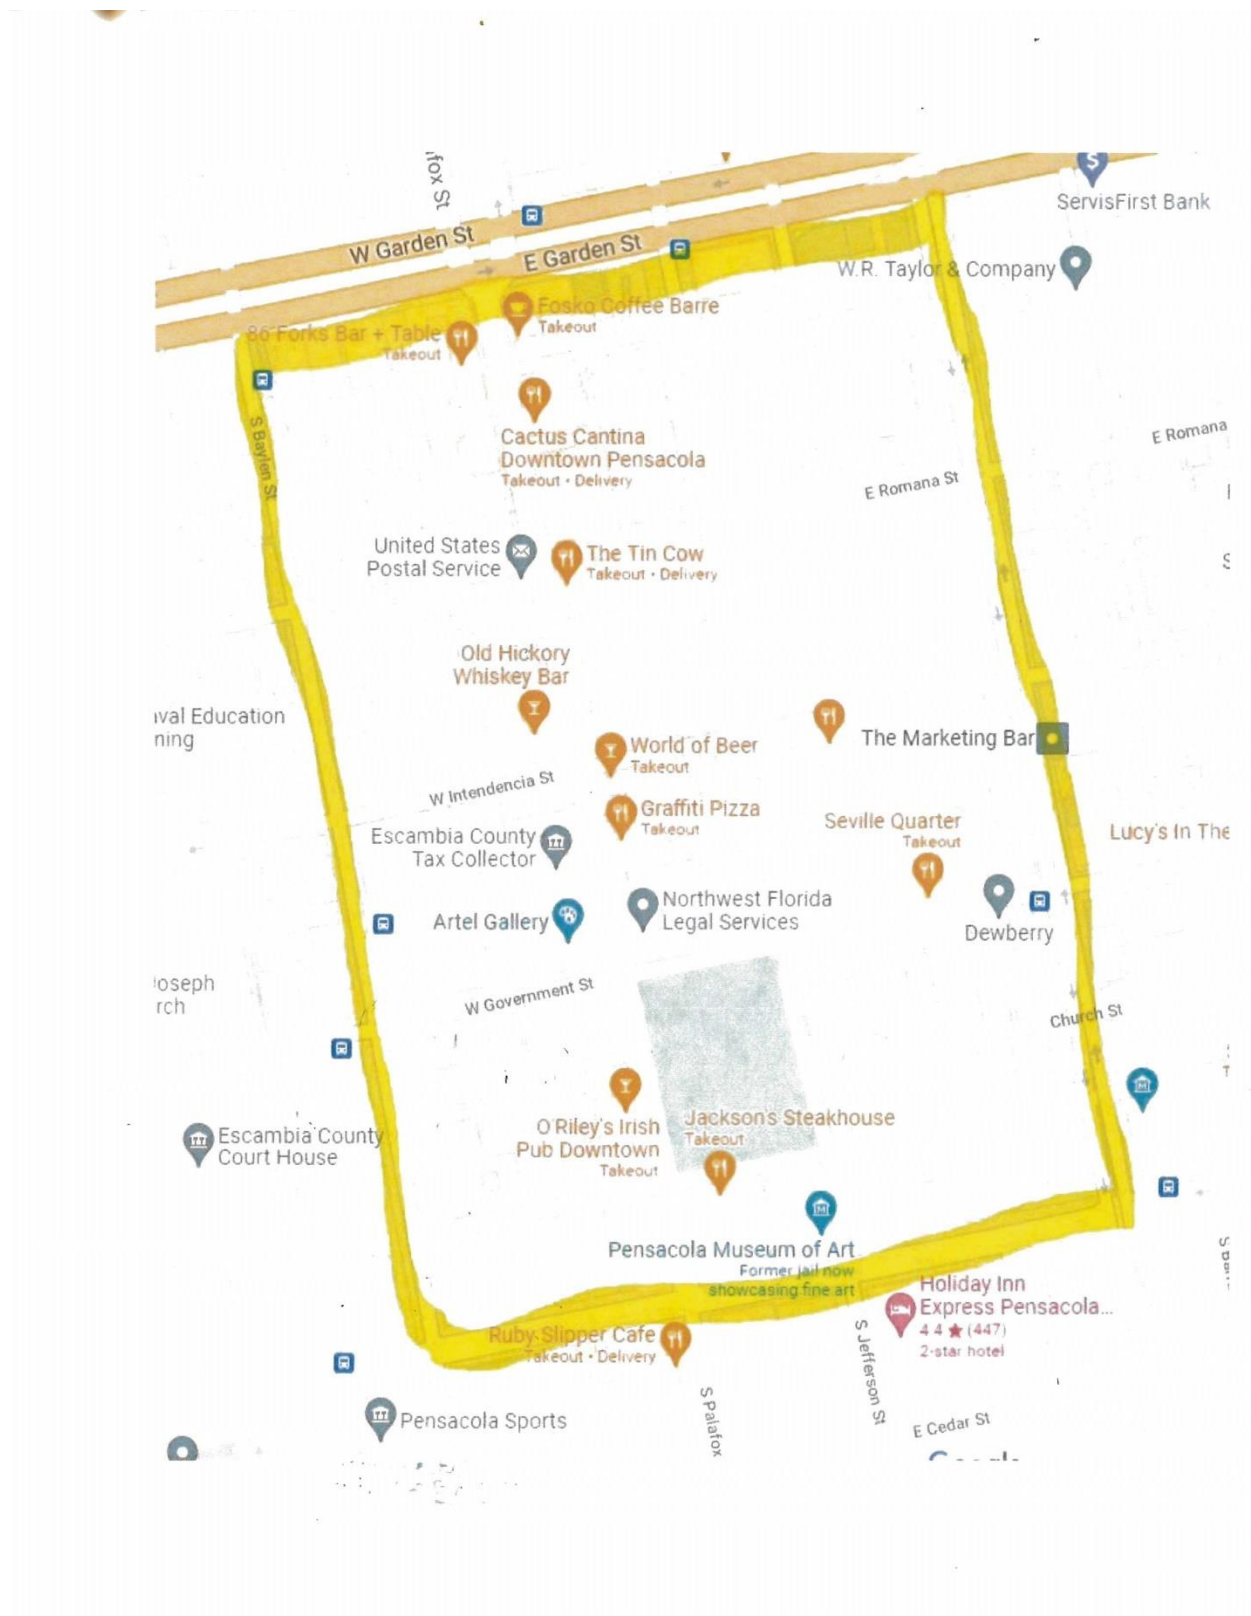 fox St
ServisFirst Bank
W Garden St
E Garden St
W.R. Taylor & Company
Fosko Coffee Barre
Takeout
86 Forks Bar + Table
Takeout
S Baylen St
Cactus Cantina
Downtown Pensacola
Takeout • Delivery
E Romana
E Romana St
United States
Postal Service
The Tin Cow
Takeout • Delivery
Old Hickory
Whiskey Bar
aval Education
ning
World of Beer
Takeout
The Marketing Bar
W Intendencia St
Graffiti Pizza
Takeout
Seville Quarter
Takeout
Lucy's In The
Escambia County
Tax Collector
Northwest Florida
Legal Services
Artel Gallery
Dewberry
Joseph
rch
W Government St
Church St
O'Riley's Irish
Pub Downtown
Takeout
Jackson's Steakhouse
Takeout
Escambia County
Court House
Pensacola Museum of Art
Former jail now
showcasing fine art
Holiday Inn
Express Pensacola...
4.4 ★ (447)
2-star hotel
Ruby Slipper Cafe
Takeout • Delivery
S Jefferson St
S Palafox
E Cedar St
Pensacola Sports